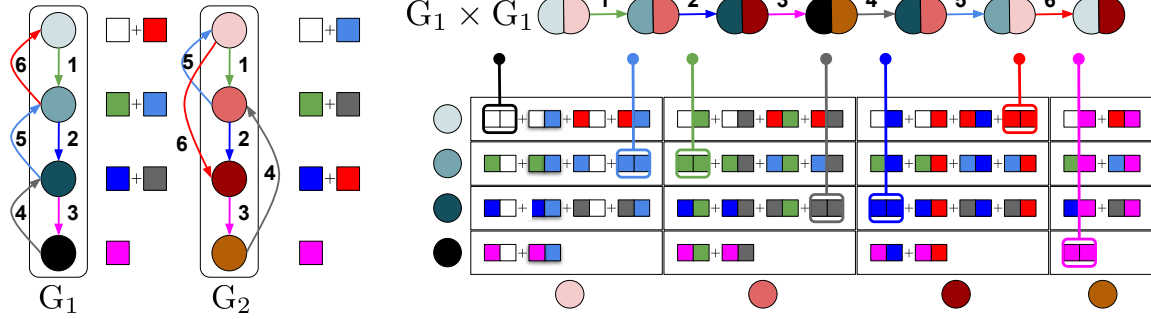 G₁ × G₁
1 2 3 4 5 6
6 1 + 5 1 +
5 2 + 6 2 4 +
4 3 + 3 +
G₁ G₂
+ + + + + + + + +
+ + + + + + + + +
+ + + + + + + + +
+ + +